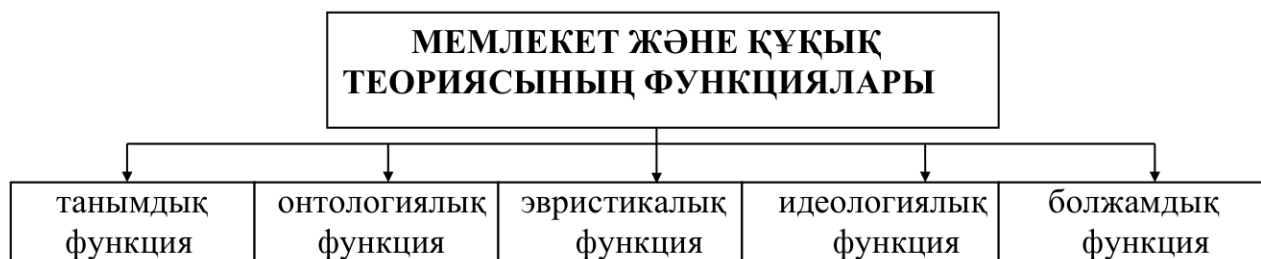 МЕМЛЕКЕТ ЖӘНЕ ҚҰҚЫҚ
ТЕОРИЯСЫНЫҢ ФУНКЦИЯЛАРЫ
танымдық
функция
онтологиялық
функция
эвристикалық
функция
идеологиялық
функция
болжамдық
функция